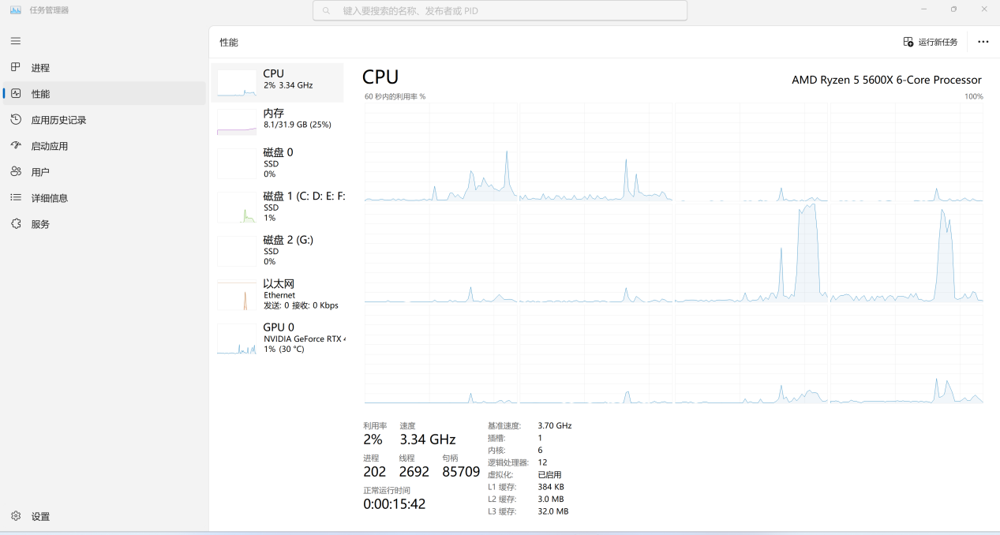 任务管理器
键入要搜索的名称、发布者或 PID
进程
性能
应用历史记录
启动应用
用户
详细信息
服务
设置
性能
运行新任务
CPU
2% 3.34 GHz
内存
8.1/31.9 GB (25%)
磁盘 0
SSD
0%
磁盘 1 (C: D: E: F:
SSD
1%
磁盘 2 (G:)
SSD
0%
以太网
Ethernet
发送: 0 接收: 0 Kbps
GPU 0
NVIDIA GeForce RTX
1% (30 °C)
CPU
AMD Ryzen 5 5600X 6-Core Processor
60 秒内的利用率 %
100%
利用率 速度
2% 3.34 GHz
进程 线程 句柄
202 2692 85709
正常运行时间
0:00:15:42
基准速度: 3.70 GHz
插槽: 1
内核: 6
逻辑处理器: 12
虚拟化: 已启用
L1 缓存: 384 KB
L2 缓存: 3.0 MB
L3 缓存: 32.0 MB